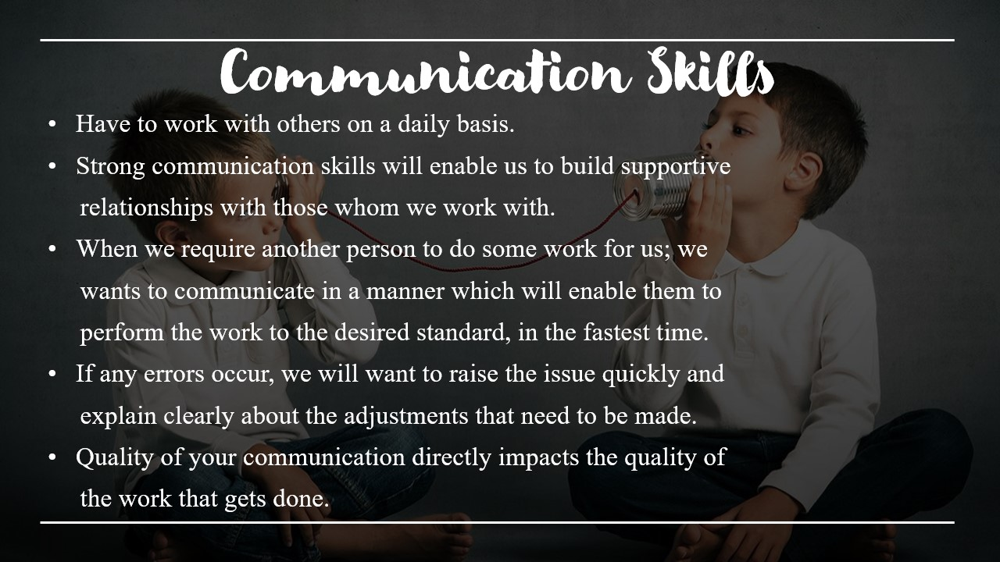 Communication Skills
• Have to work with others on a daily basis.
• Strong communication skills will enable us to build supportive
relationships with those whom we work with.
• When we require another person to do some work for us; we
wants to communicate in a manner which will enable them to
perform the work to the desired standard, in the fastest time.
• If any errors occur, we will want to raise the issue quickly and
explain clearly about the adjustments that need to be made.
• Quality of your communication directly impacts the quality of
the work that gets done.